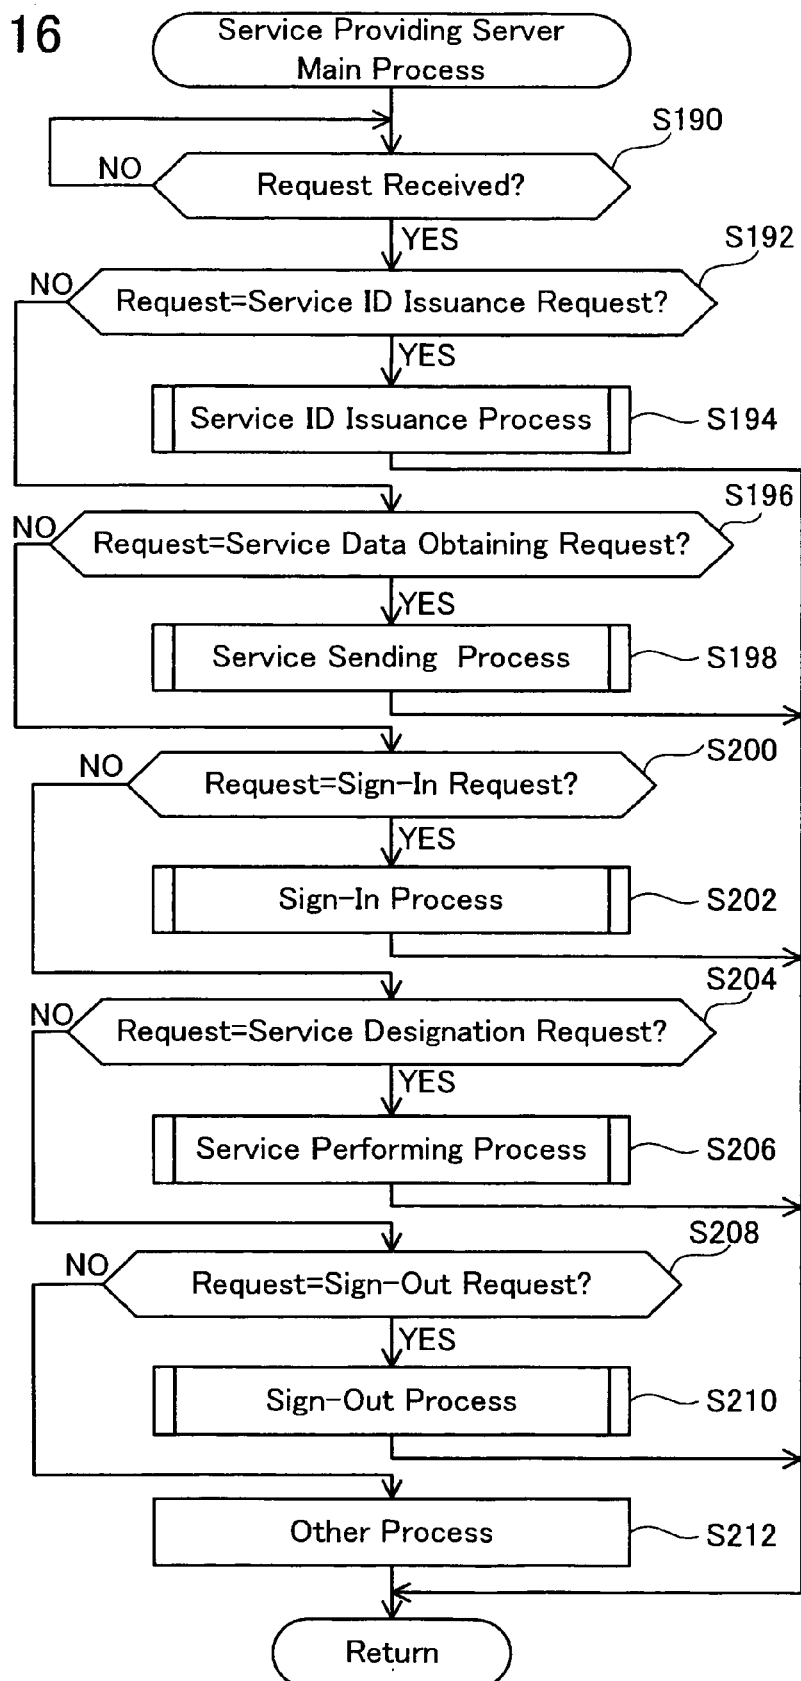 16
Service Providing Server
Main Process
S190
NO
Request Received?
YES
S192
NO
Request=Service ID Issuance Request?
YES
Service ID Issuance Process
S194
S196
NO
Request=Service Data Obtaining Request?
YES
Service Sending Process
S198
S200
NO
Request=Sign-In Request?
YES
Sign-In Process
S202
S204
NO
Request=Service Designation Request?
YES
Service Performing Process
S206
S208
NO
Request=Sign-Out Request?
YES
Sign-Out Process
S210
Other Process
S212
Return